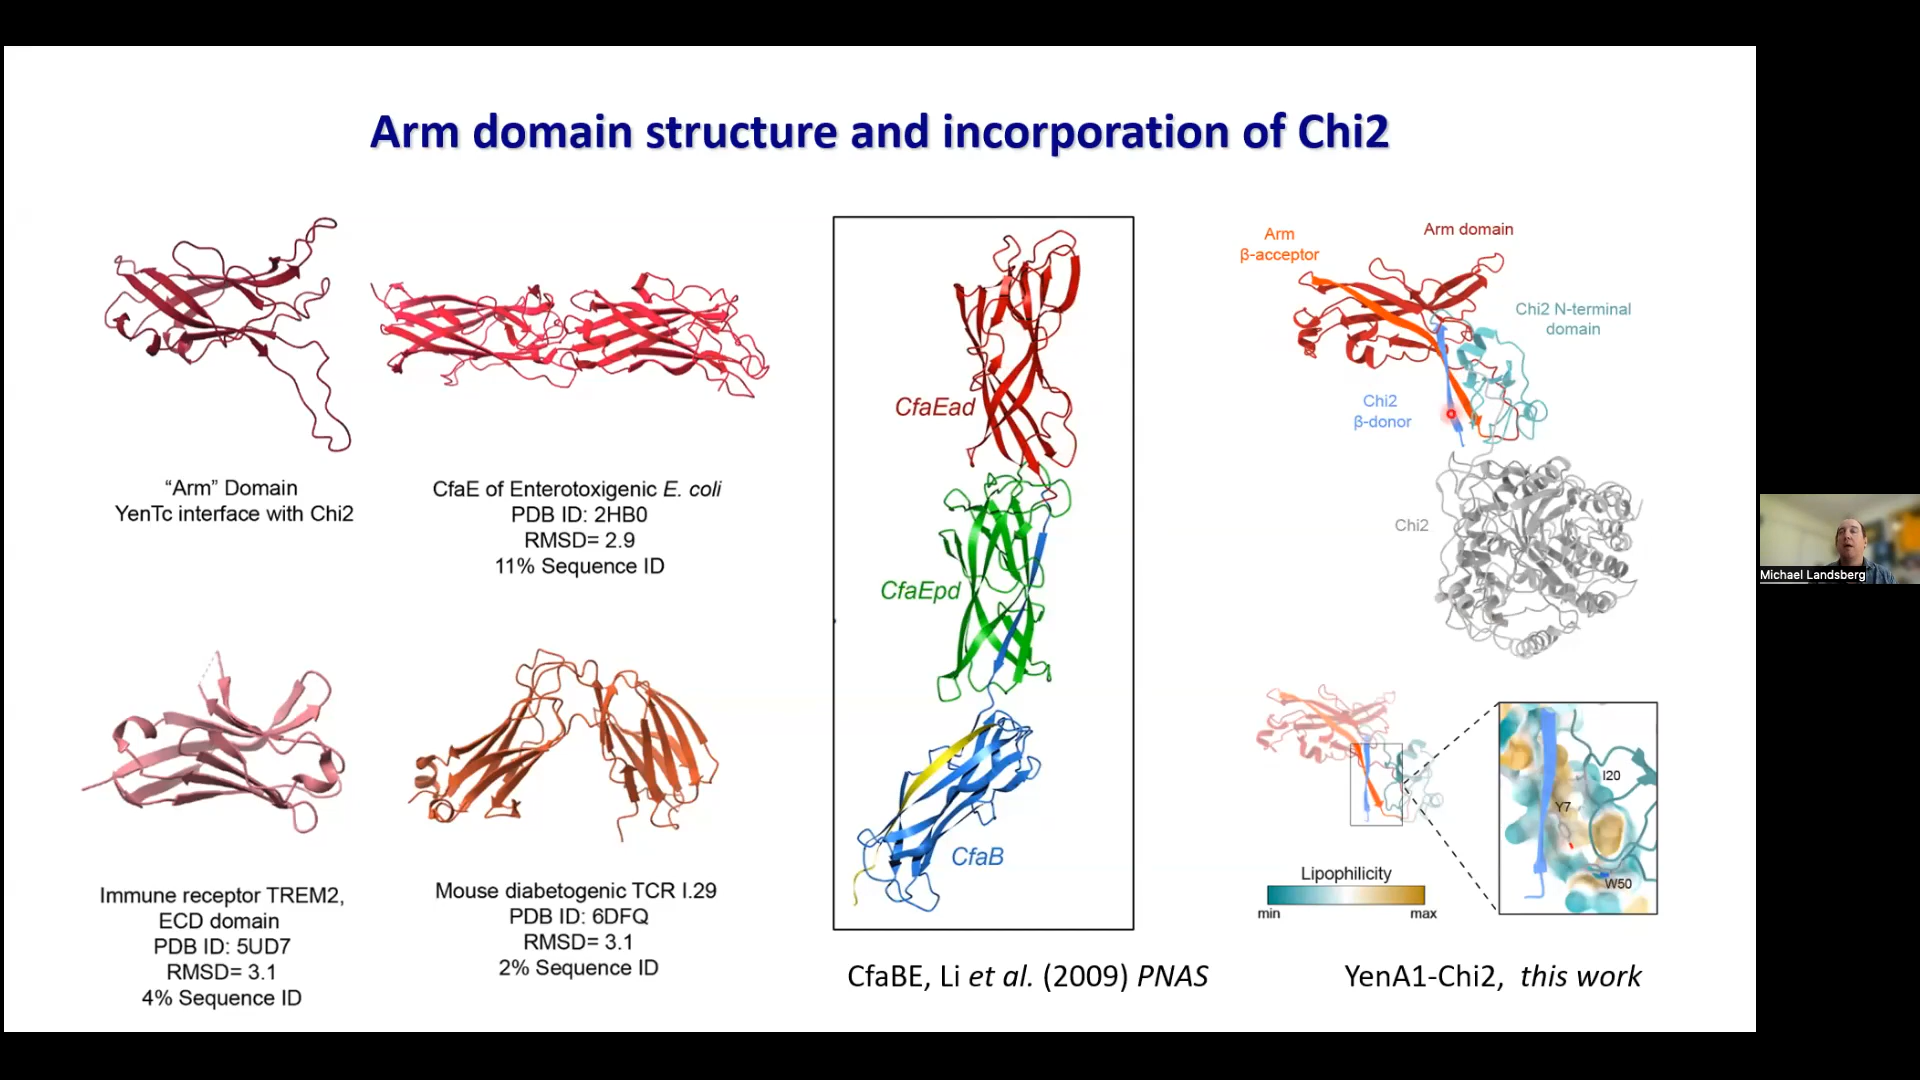 Arm domain structure and incorporation of Chi2
“Arm” Domain
YenTc interface with Chi2
CfaE of Enterotoxigenic E. coli
PDB ID: 2HB0
RMSD= 2.9
11% Sequence ID
Immune receptor TREM2,
ECD domain
PDB ID: 5UD7
RMSD= 3.1
4% Sequence ID
Mouse diabetogenic TCR I.29
PDB ID: 6DFQ
RMSD= 3.1
2% Sequence ID
CfaEad
CfaEpd
CfaB
CfaBE, Li et al. (2009) PNAS
Arm
β-acceptor
Arm domain
Chi2 N-terminal
domain
Chi2
β-donor
Chi2
I20
Y7
W50
Lipophilicity
min
max
YenA1-Chi2, this work
Michael Landsberg